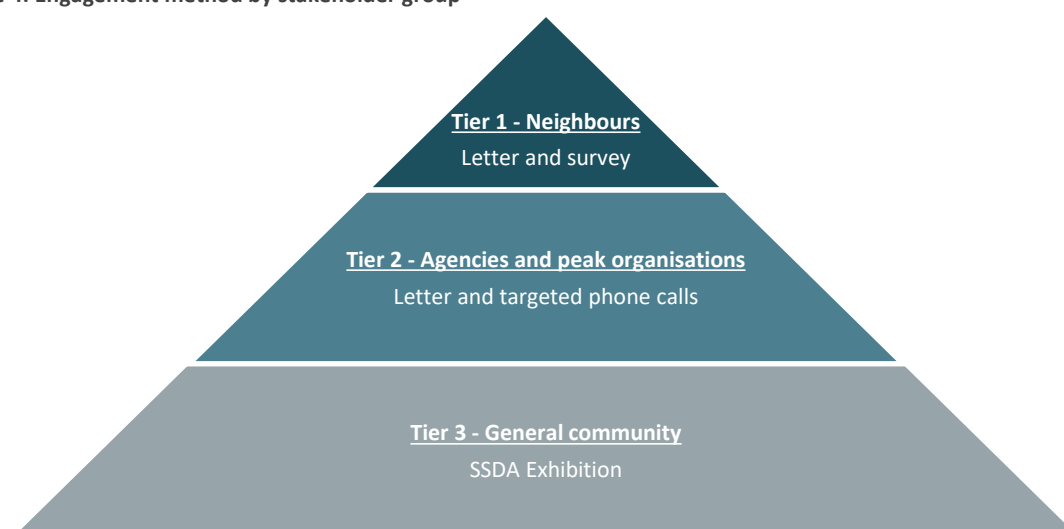 Engagement method by stakeholder group
Tier 1 - Neighbours
Letter and survey
Tier 2 - Agencies and peak organisations
Letter and targeted phone calls
Tier 3 - General community
SSDA Exhibition